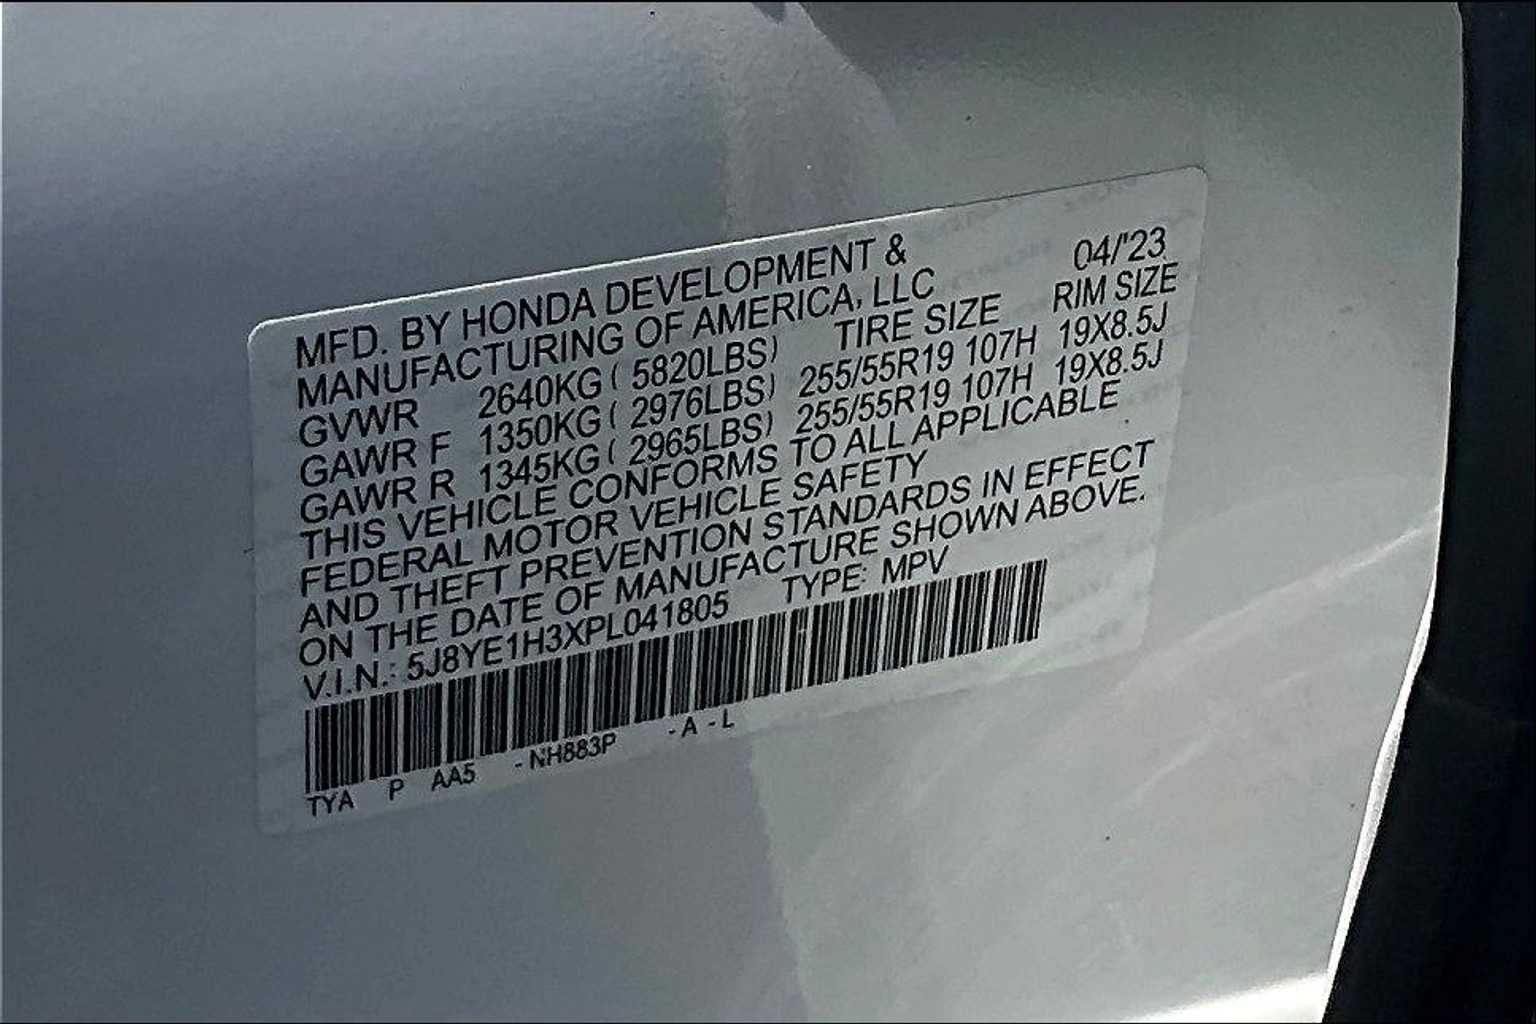 MFD. BY HONDA DEVELOPMENT & 04/'23
MANUFACTURING OF AMERICA, LLC
TIRE SIZE RIM SIZE
GVWR 2640KG ( 5820LBS)
GAWR F 1350KG ( 2976LBS) 255/55R19 107H 19X8.5J
GAWR R 1345KG ( 2965LBS) 255/55R19 107H 19X8.5J
THIS VEHICLE CONFORMS TO ALL APPLICABLE
FEDERAL MOTOR VEHICLE SAFETY
AND THEFT PREVENTION STANDARDS IN EFFECT
ON THE DATE OF MANUFACTURE SHOWN ABOVE.
V.I.N.: 5J8YE1H3XPL041805 TYPE: MPV
TYA P AA5 - NH883P - A - L